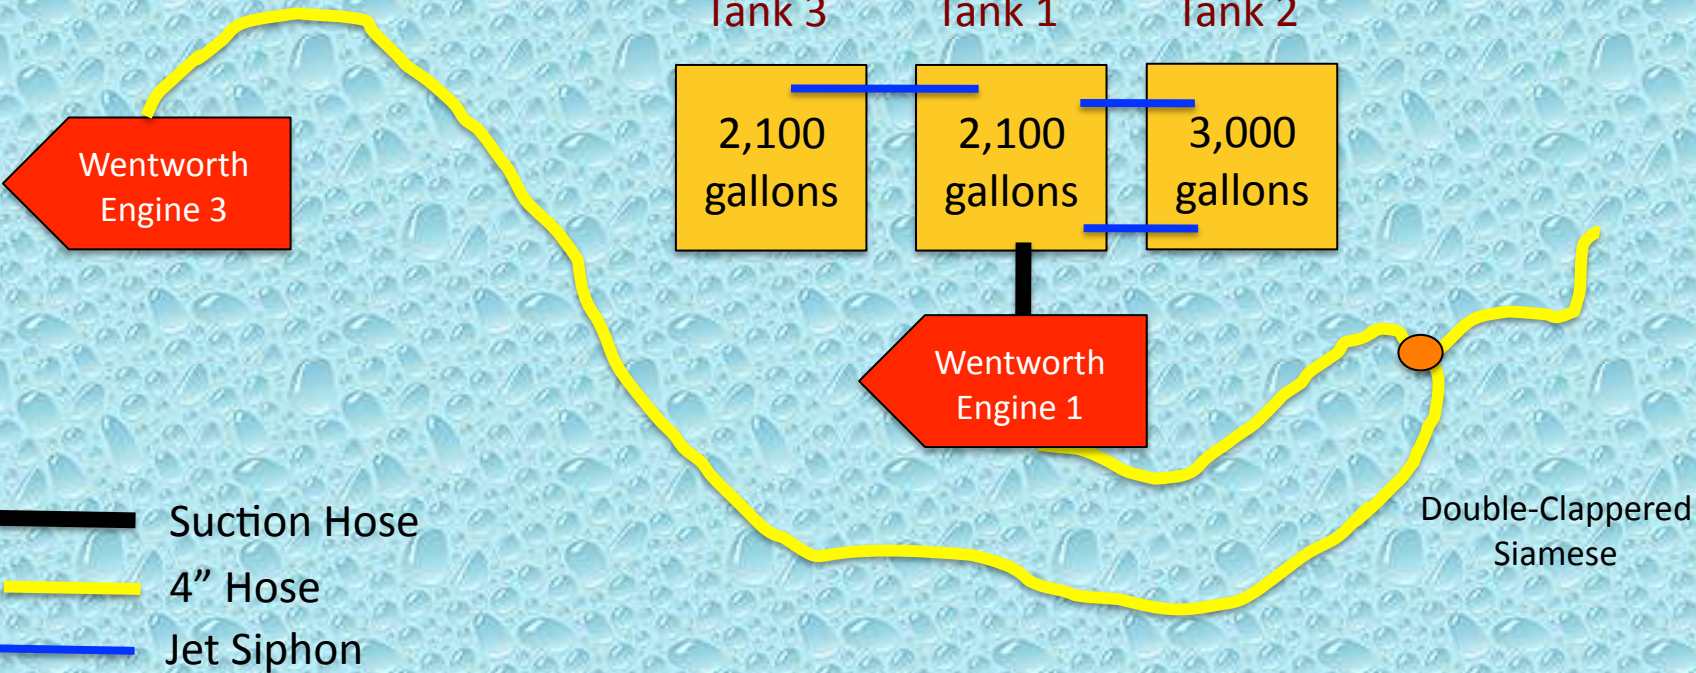 Tank 3
Tank 1
Tank 2
2,100
gallons
2,100
gallons
3,000
gallons
Wentworth
Engine 3
Wentworth
Engine 1
Double-Clappered
Siamese
Suction Hose
4” Hose
Jet Siphon